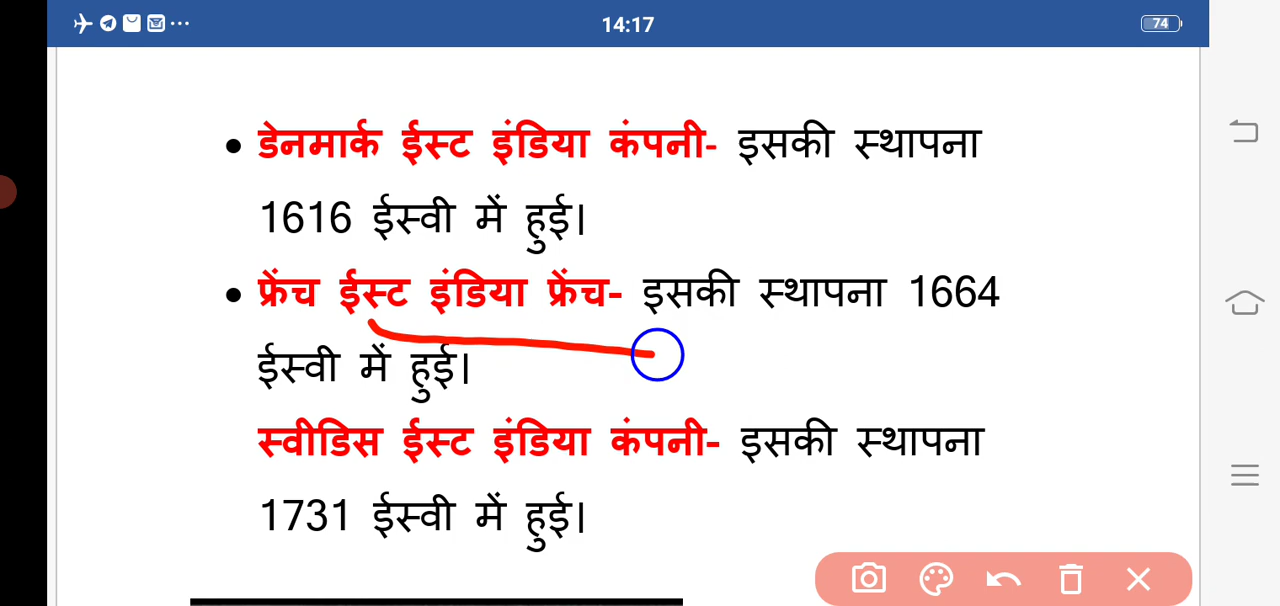 14:17
74
• डेनमार्क ईस्ट इंडिया कंपनी- इसकी स्थापना
1616 ईस्वी में हुई।
• फ्रेंच ईस्ट इंडिया फ्रेंच- इसकी स्थापना 1664
ईस्वी में हुई।
स्वीडिस ईस्ट इंडिया कंपनी- इसकी स्थापना
1731 ईस्वी में हुई।